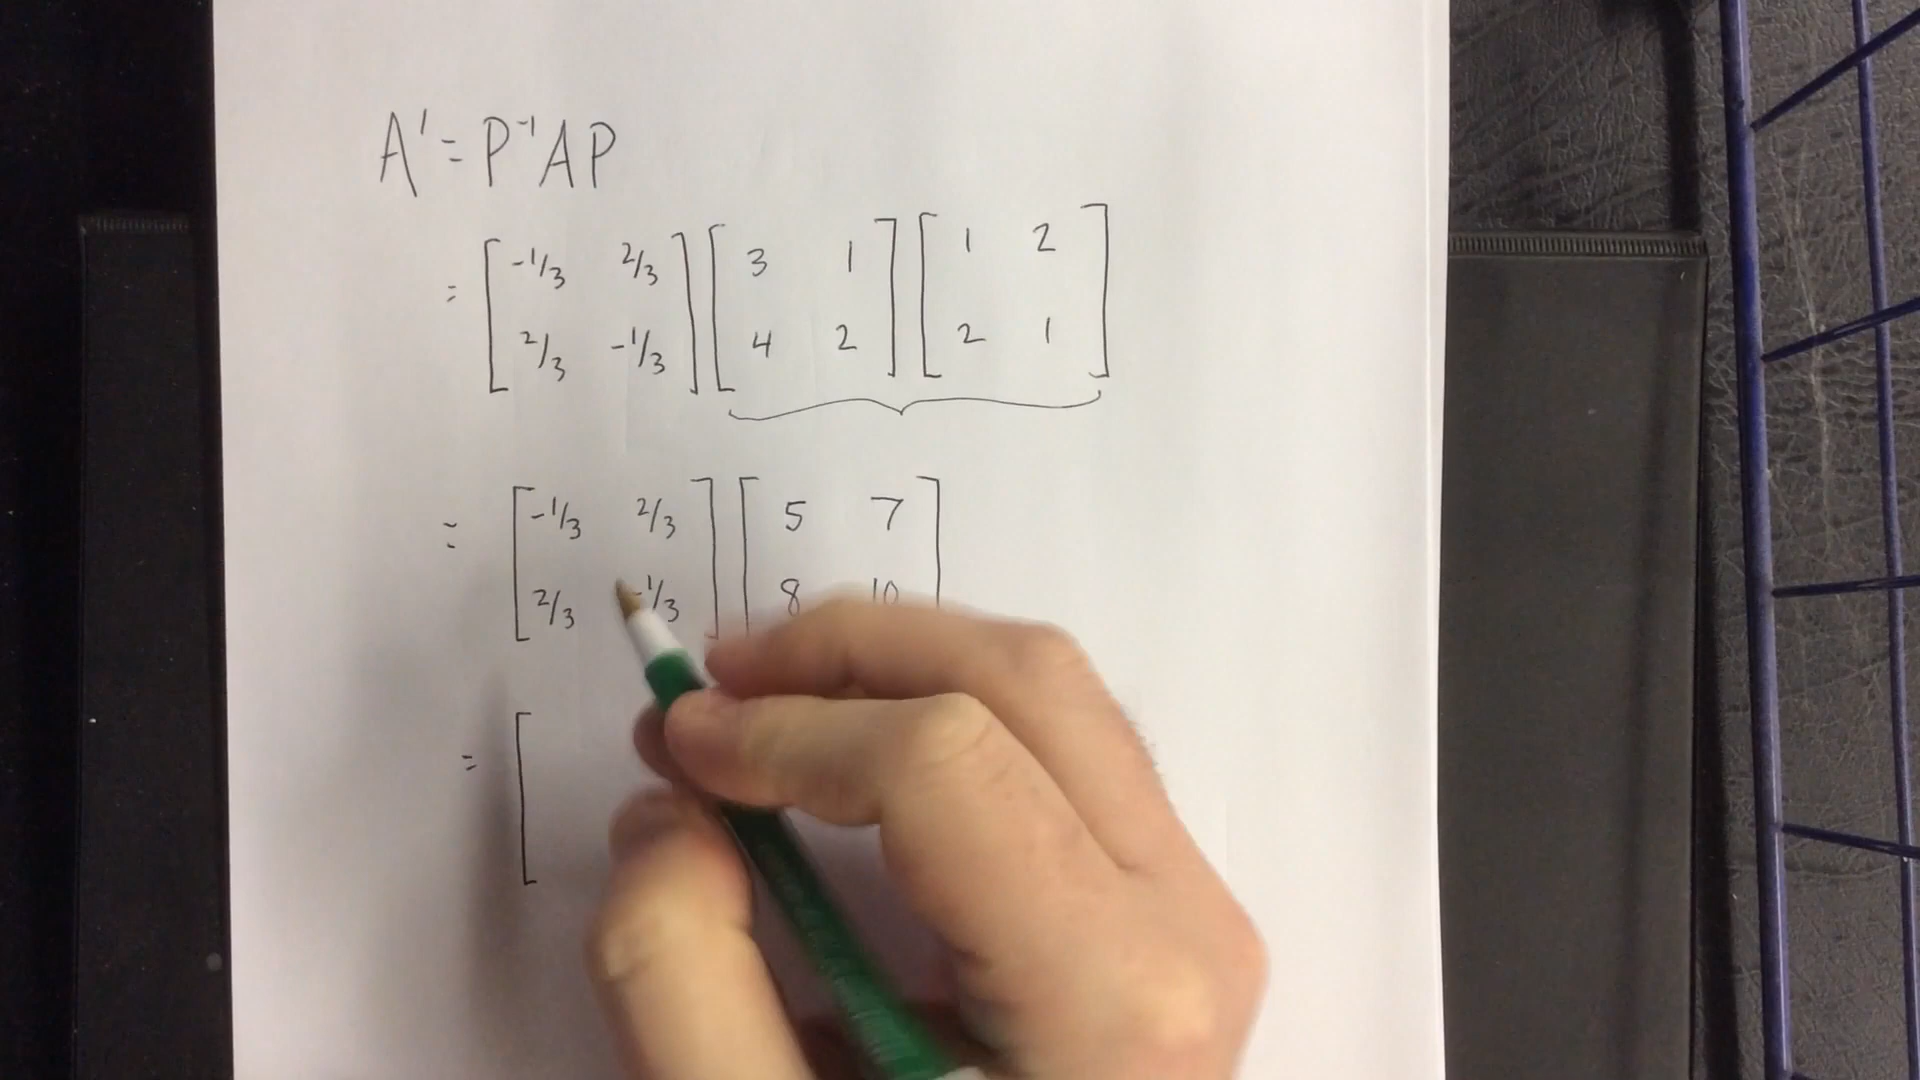 A' = P⁻¹AP
= [-1/3 2/3] [3 1] [1 2]
[2/3 -1/3] [4 2] [2 1]
= [-1/3 2/3] [5 7]
[2/3 -1/3] [8 10]
= [